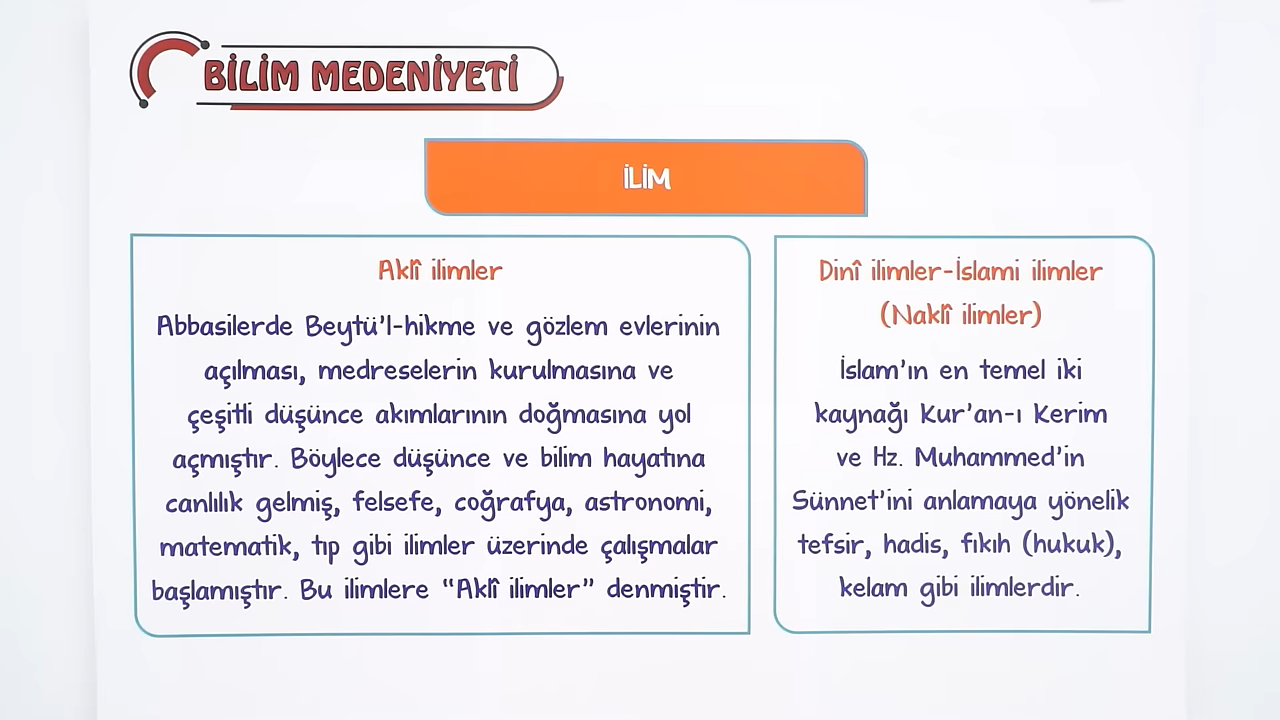 BİLİM MEDENİYETİ
İLİM
Aklî ilimler
Abbasilerde Beytü'l-hikme ve gözlem evlerinin
açılması, medreselerin kurulmasına ve
çeşitli düşünce akımlarının doğmasına yol
açmıştır. Böylece düşünce ve bilim hayatına
canlılık gelmiş, felsefe, coğrafya, astronomi,
matematik, tıp gibi ilimler üzerinde çalışmalar
başlamıştır. Bu ilimlere “Aklî ilimler” denmiştir.
Dinî ilimler-İslami ilimler
(Naklî ilimler)
İslam'ın en temel iki
kaynağı Kur'an-ı Kerim
ve Hz. Muhammed'in
Sünnet'ini anlamaya yönelik
tefsir, hadis, fıkıh (hukuk),
kelam gibi ilimlerdir.